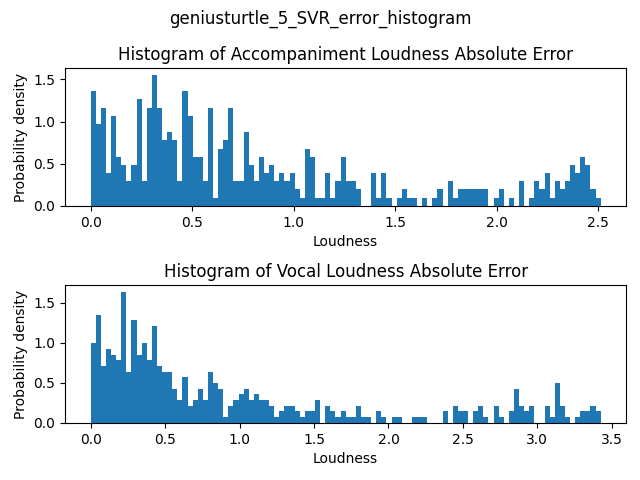 geniusturtle_5_SVR_error_histogram
Histogram of Accompaniment Loudness Absolute Error
Probability density
1.5
1.0
0.5
0.0
0.0 0.5 1.0 1.5 2.0 2.5
Loudness
Histogram of Vocal Loudness Absolute Error
Probability density
1.5
1.0
0.5
0.0
0.0 0.5 1.0 1.5 2.0 2.5 3.0 3.5
Loudness